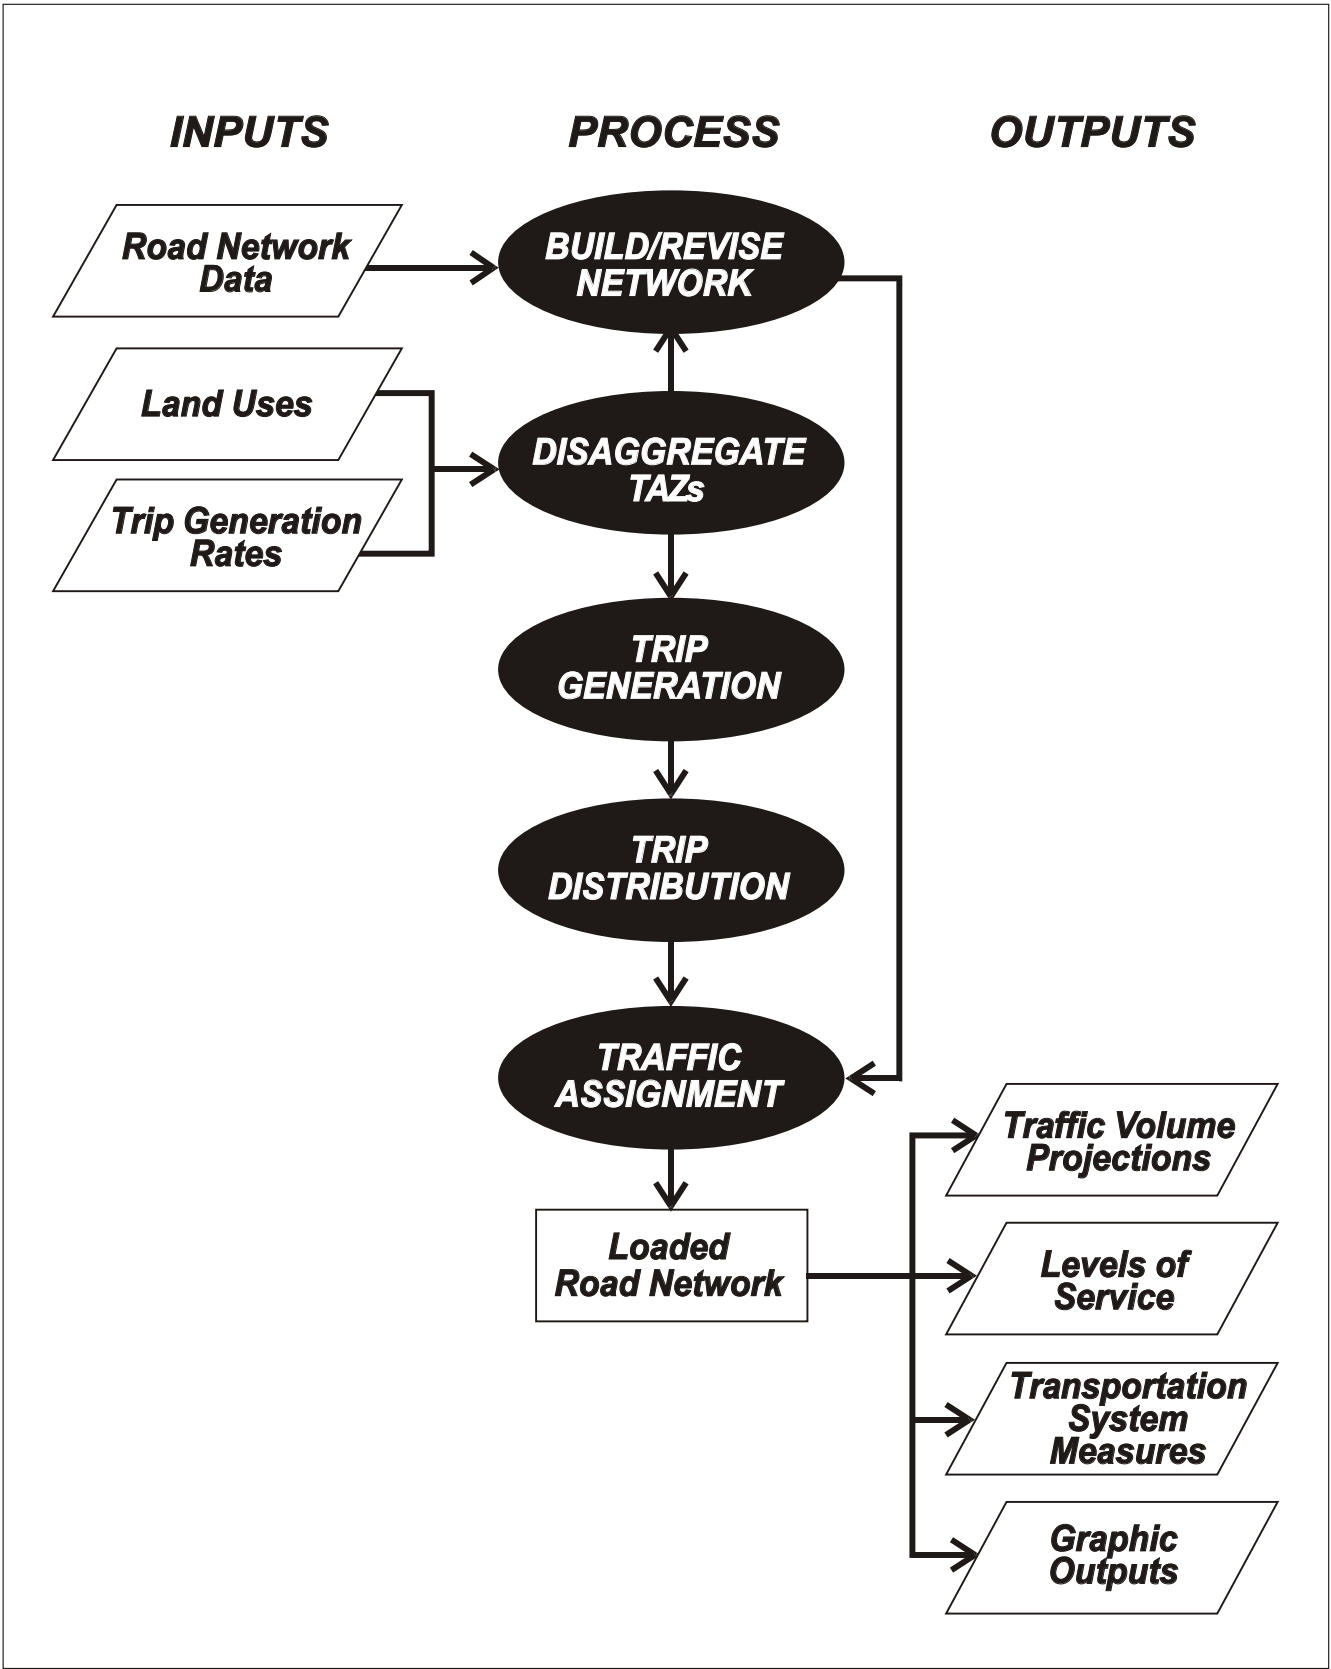 INPUTS
PROCESS
OUTPUTS
Road Network
Data
BUILD/REVISE
NETWORK
Land Uses
DISAGGREGATE
TAZs
Trip Generation
Rates
TRIP
GENERATION
TRIP
DISTRIBUTION
TRAFFIC
ASSIGNMENT
Loaded
Road Network
Traffic Volume
Projections
Levels of
Service
Transportation
System
Measures
Graphic
Outputs